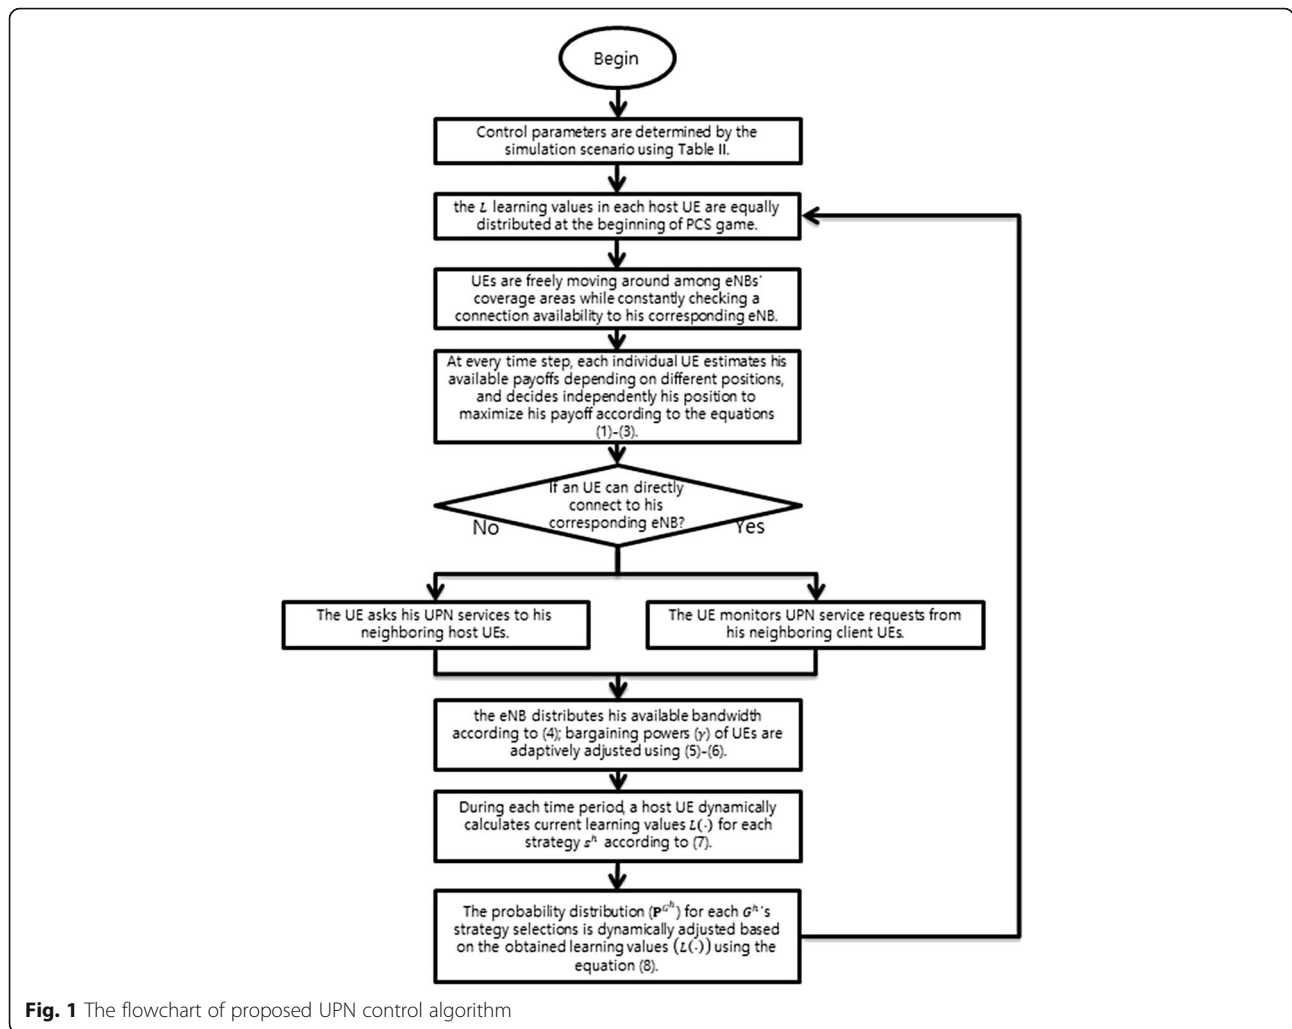 Begin
Control parameters are determined by the
simulation scenario using Table II.
the L learning values in each host UE are equally
distributed at the beginning of PCS game.
UEs are freely moving around among eNBs'
coverage areas while constantly checking a
connection availability to his corresponding eNB.
At every time step, each individual UE estimates his
available payoffs depending on different positions,
and decides independently his position to
maximize his payoff according to the equations
(1)-(3).
If an UE can directly
connect to his
corresponding eNB?
No
Yes
The UE asks his UPN services to his
neighboring host UEs.
The UE monitors UPN service requests from
his neighboring client UEs.
the eNB distributes his available bandwidth
according to (4); bargaining powers (γ) of UEs are
adaptively adjusted using (5)-(6).
During each time period, a host UE dynamically
calculates current learning values L(·) for each
strategy sʰ according to (7).
The probability distribution (P^Gʰ) for each Gʰ's
strategy selections is dynamically adjusted based
on the obtained learning values (L(·)) using the
equation (8).
Fig. 1 The flowchart of proposed UPN control algorithm